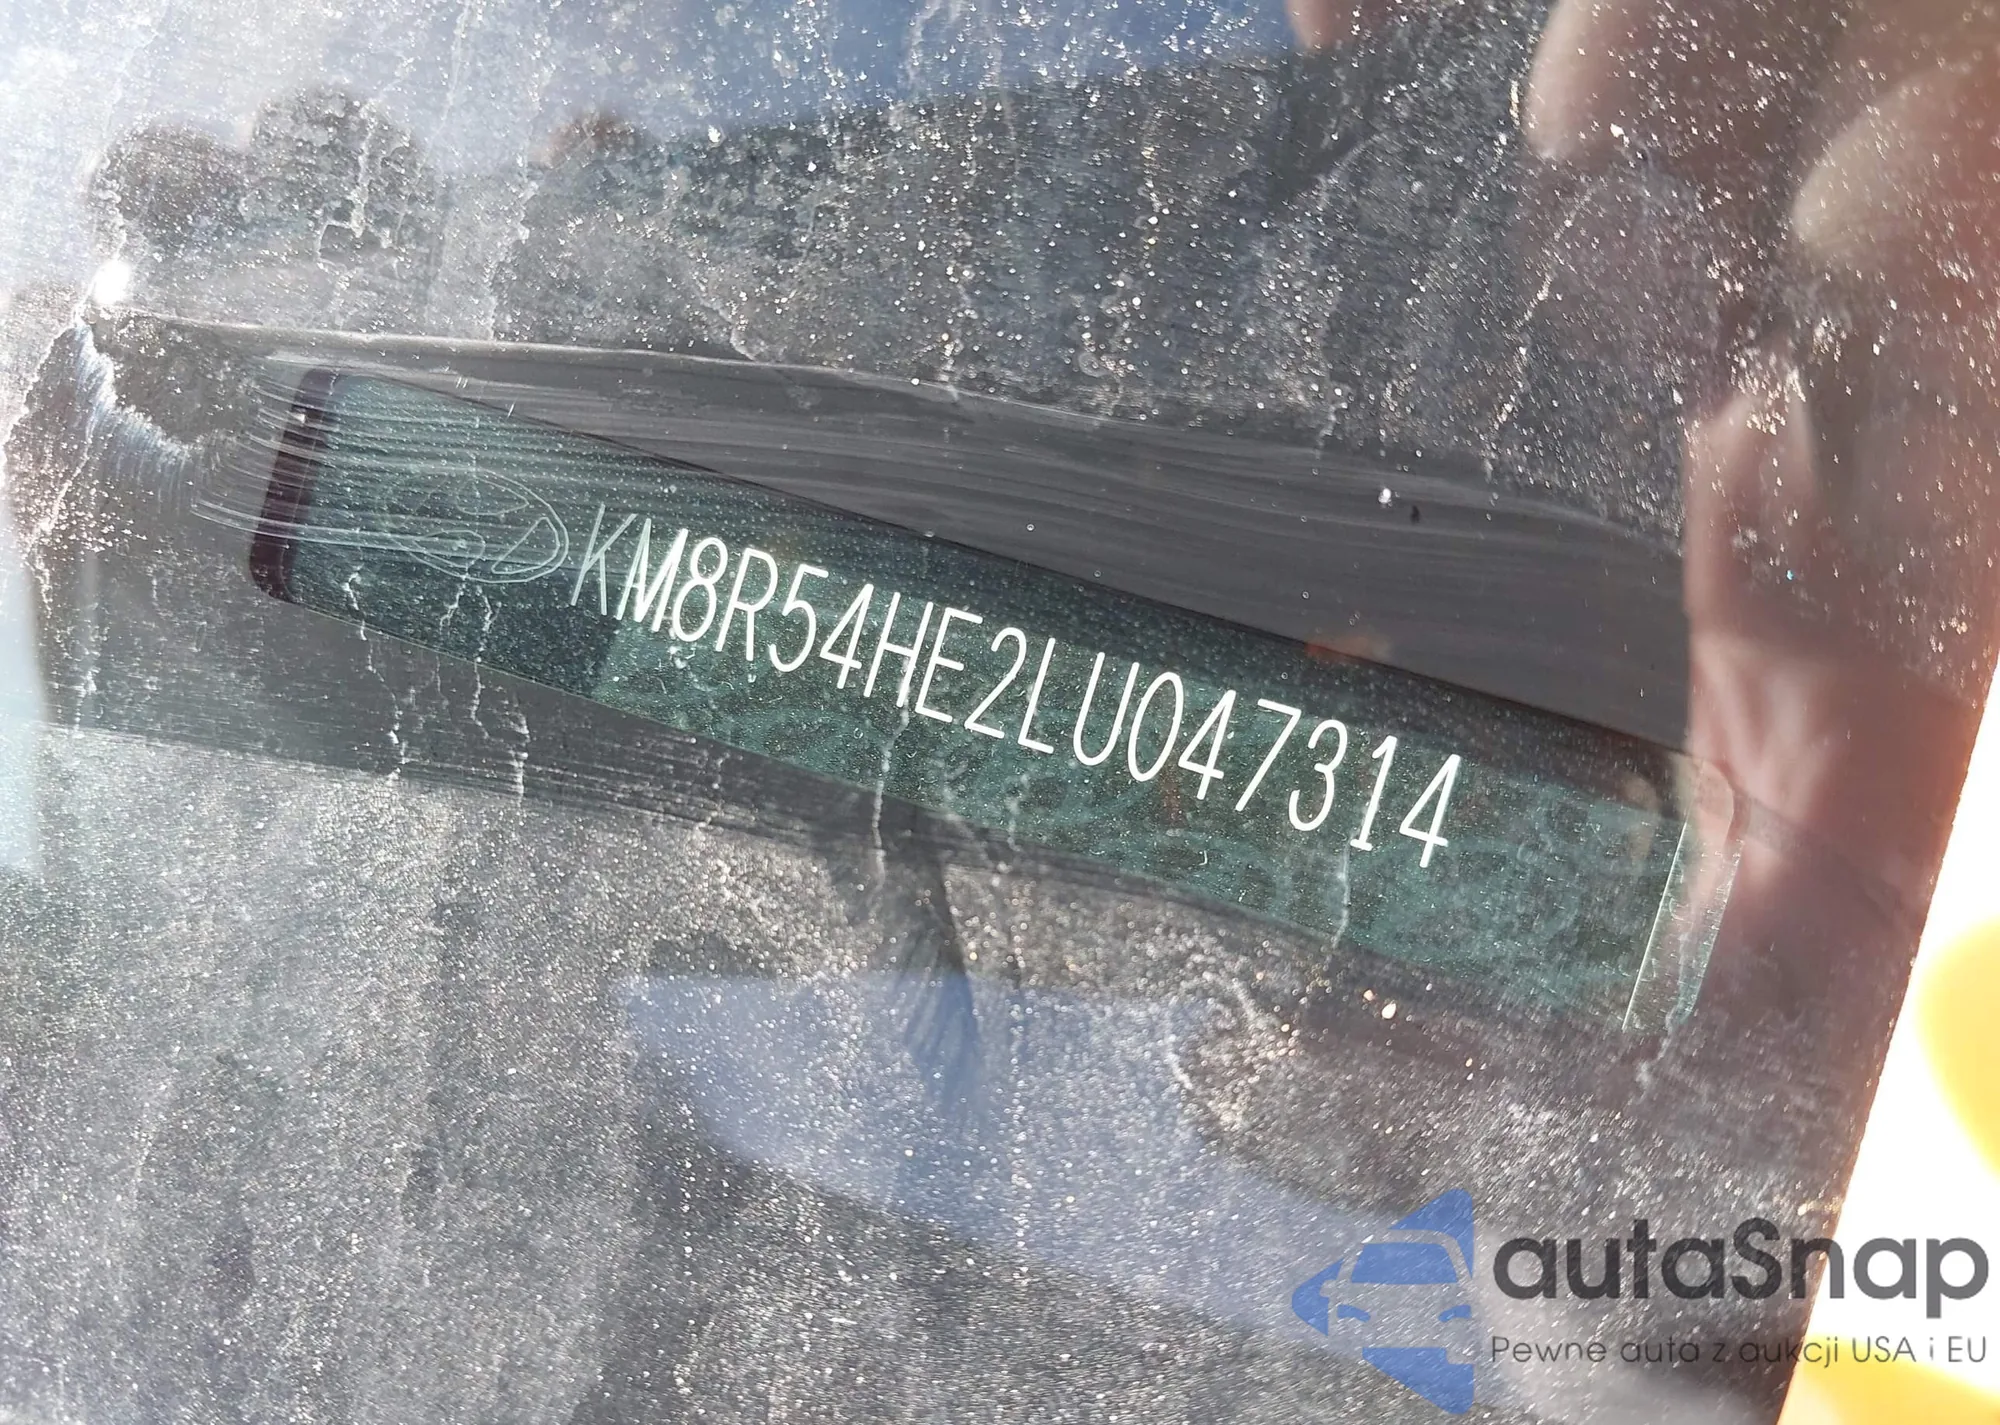 KM8R54HE2LU047314
autaSnap
Pewne auta z aukcji USA i EU